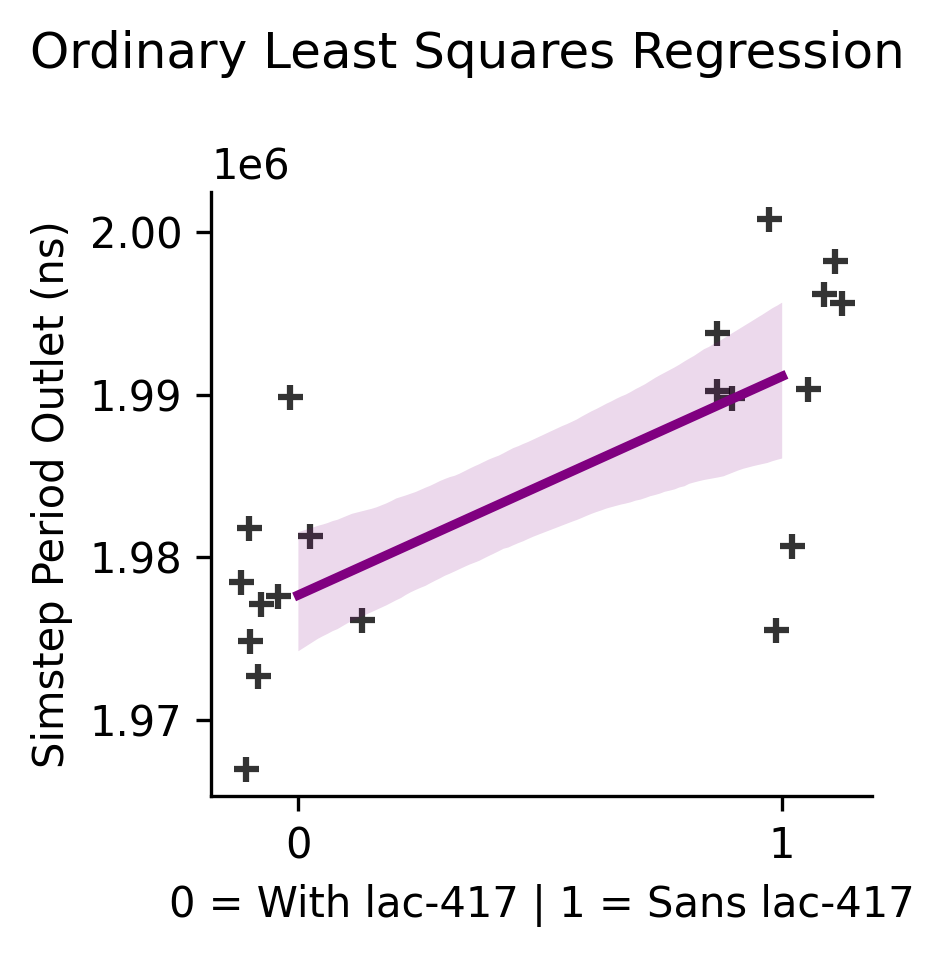 Ordinary Least Squares Regression
1e6
Simstep Period Outlet (ns)
2.00
1.99
1.98
1.97
0
1
0 = With lac-417 | 1 = Sans lac-417